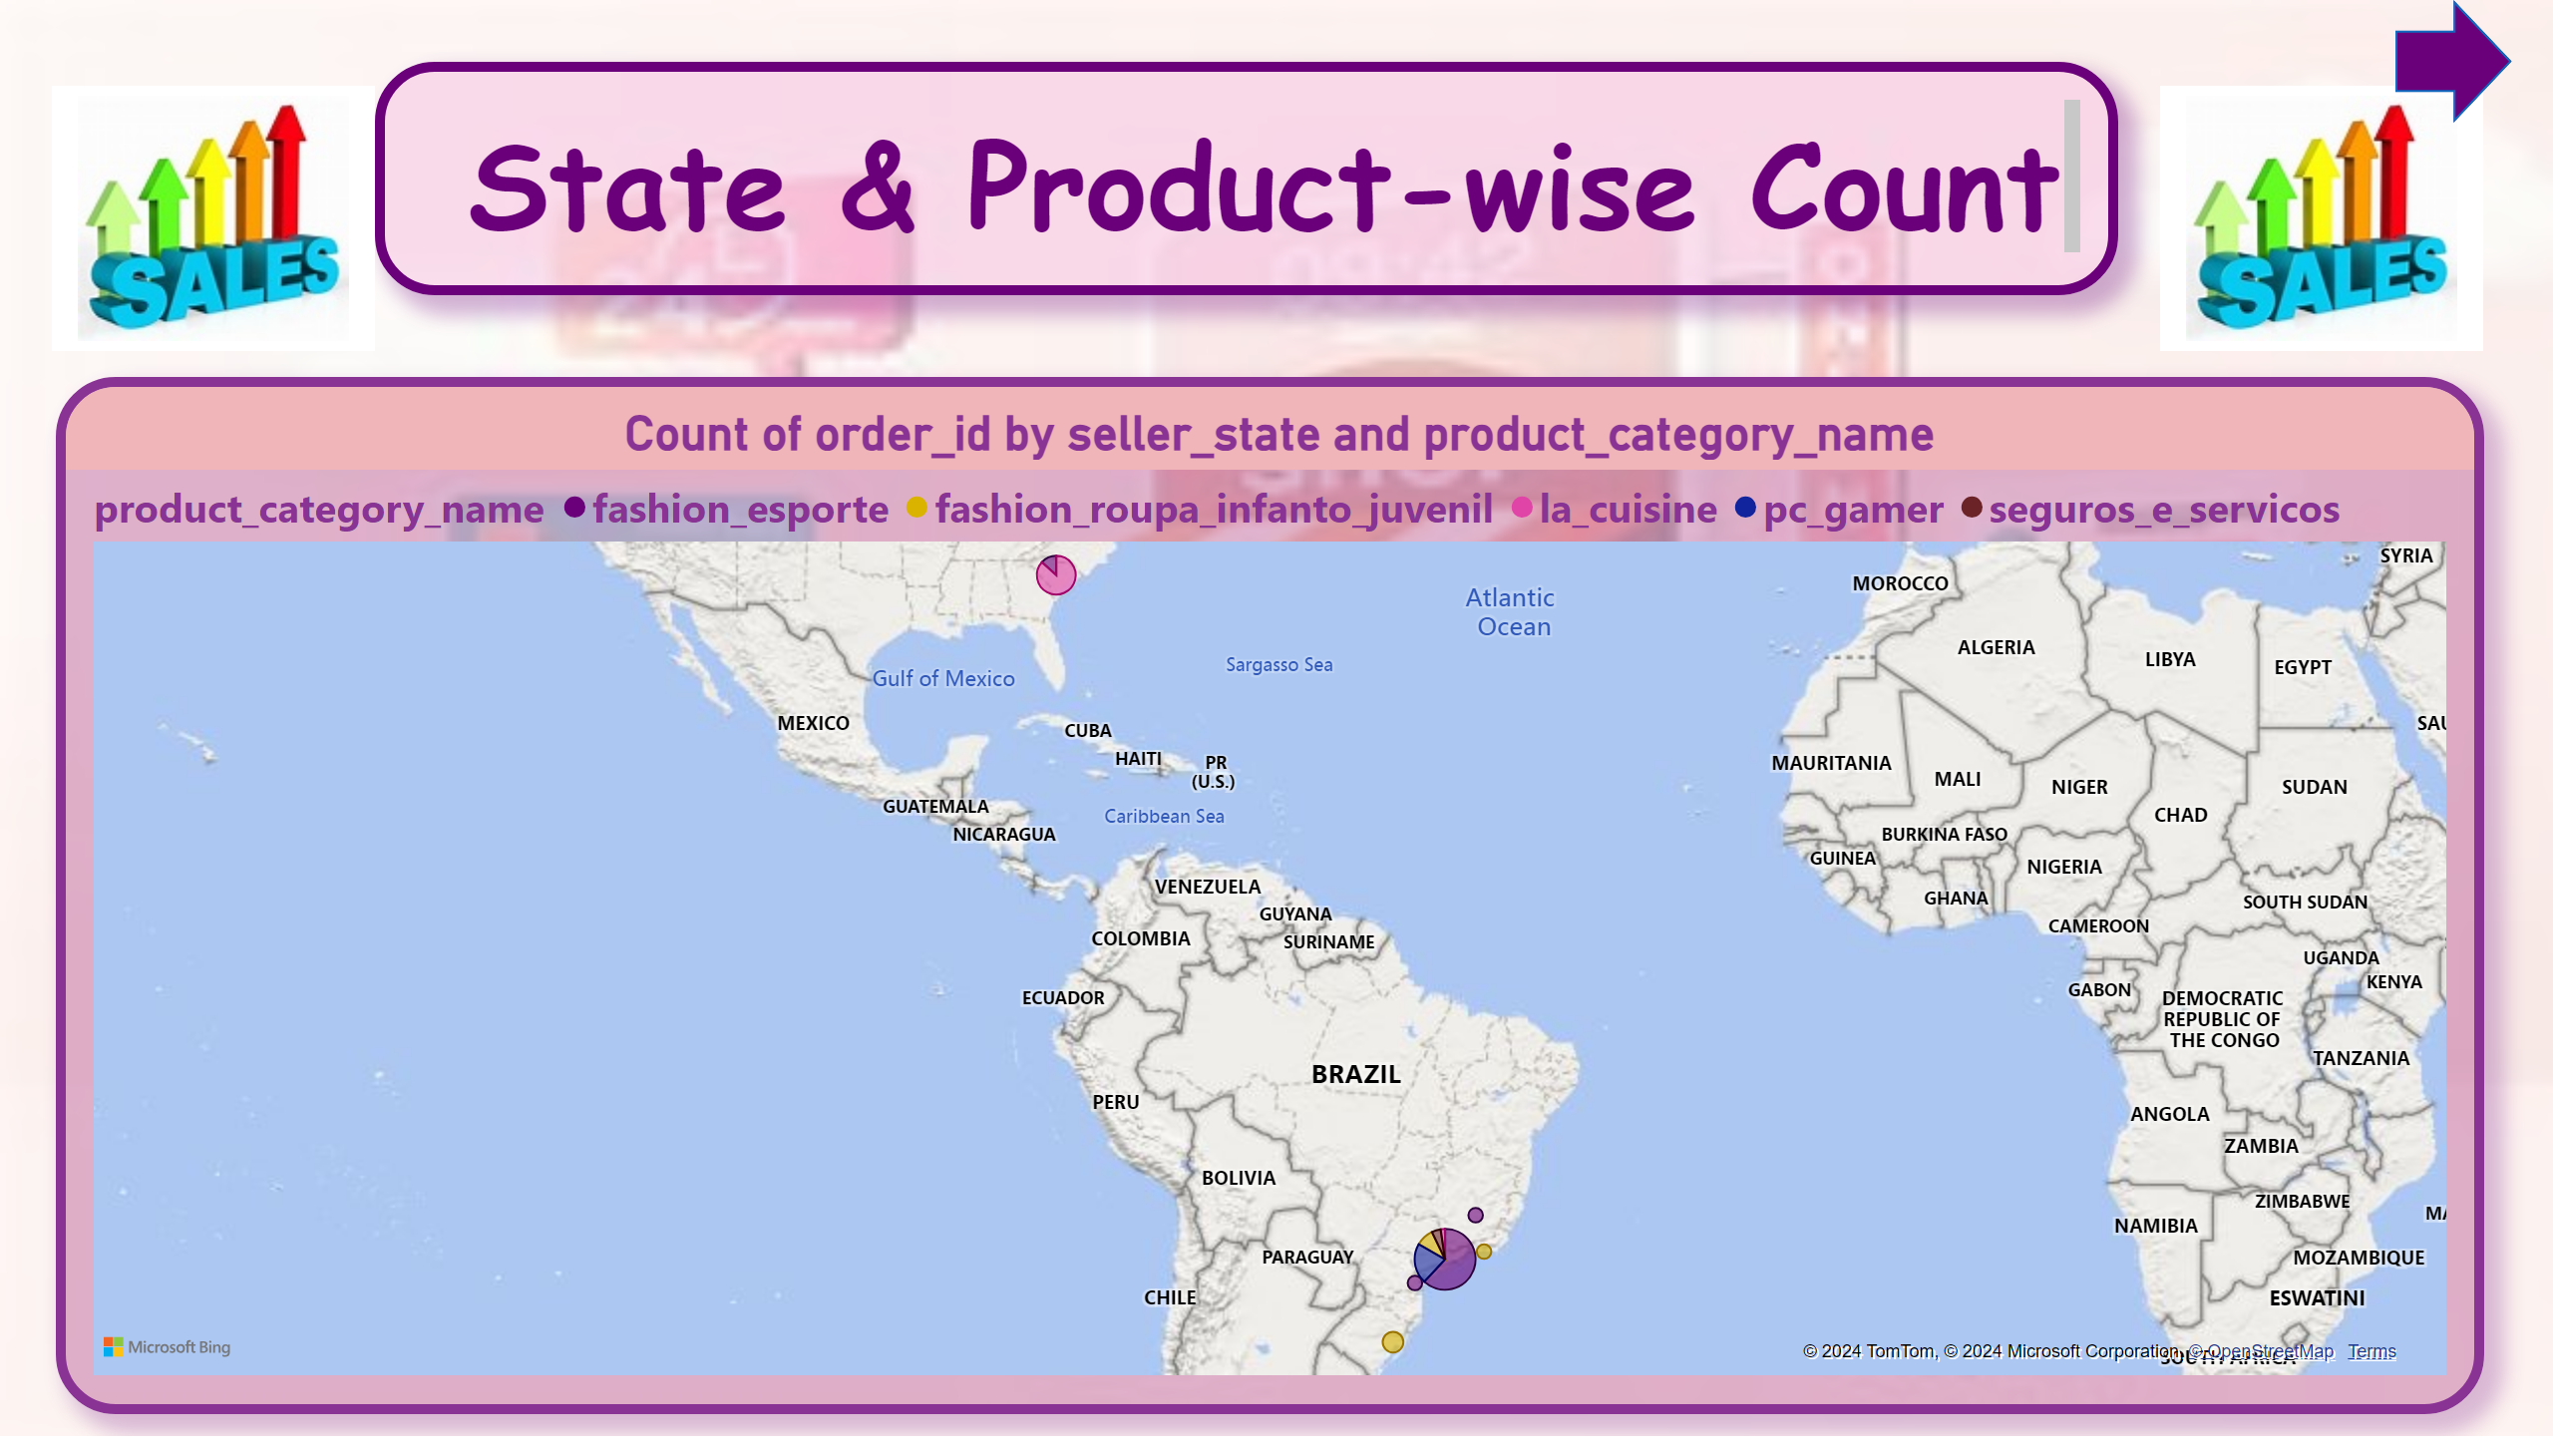 State & Product-wise Count
SALES
SALES
Count of order_id by seller_state and product_category_name
product_category_name fashion_esporte fashion_roupa_infanto_juvenil la_cuisine pc_gamer seguros_e_servicos
SYRIA
MOROCCO
Atlantic
Ocean
ALGERIA
LIBYA
EGYPT
Sargasso Sea
Gulf of Mexico
MEXICO
CUBA
SAU
HAITI
PR
(U.S.)
MAURITANIA
MALI
NIGER
SUDAN
GUATEMALA
Caribbean Sea
CHAD
NICARAGUA
BURKINA FASO
GUINEA
NIGERIA
VENEZUELA
GHANA
SOUTH SUDAN
GUYANA
CAMEROON
COLOMBIA
SURINAME
UGANDA
KENYA
ECUADOR
GABON
DEMOCRATIC
REPUBLIC OF
THE CONGO
TANZANIA
BRAZIL
PERU
ANGOLA
ZAMBIA
BOLIVIA
ZIMBABWE
MA
NAMIBIA
PARAGUAY
MOZAMBIQUE
CHILE
ESWATINI
Microsoft Bing
© 2024 TomTom, © 2024 Microsoft Corporation, © OpenStreetMap Terms
SOUTH AFRICA